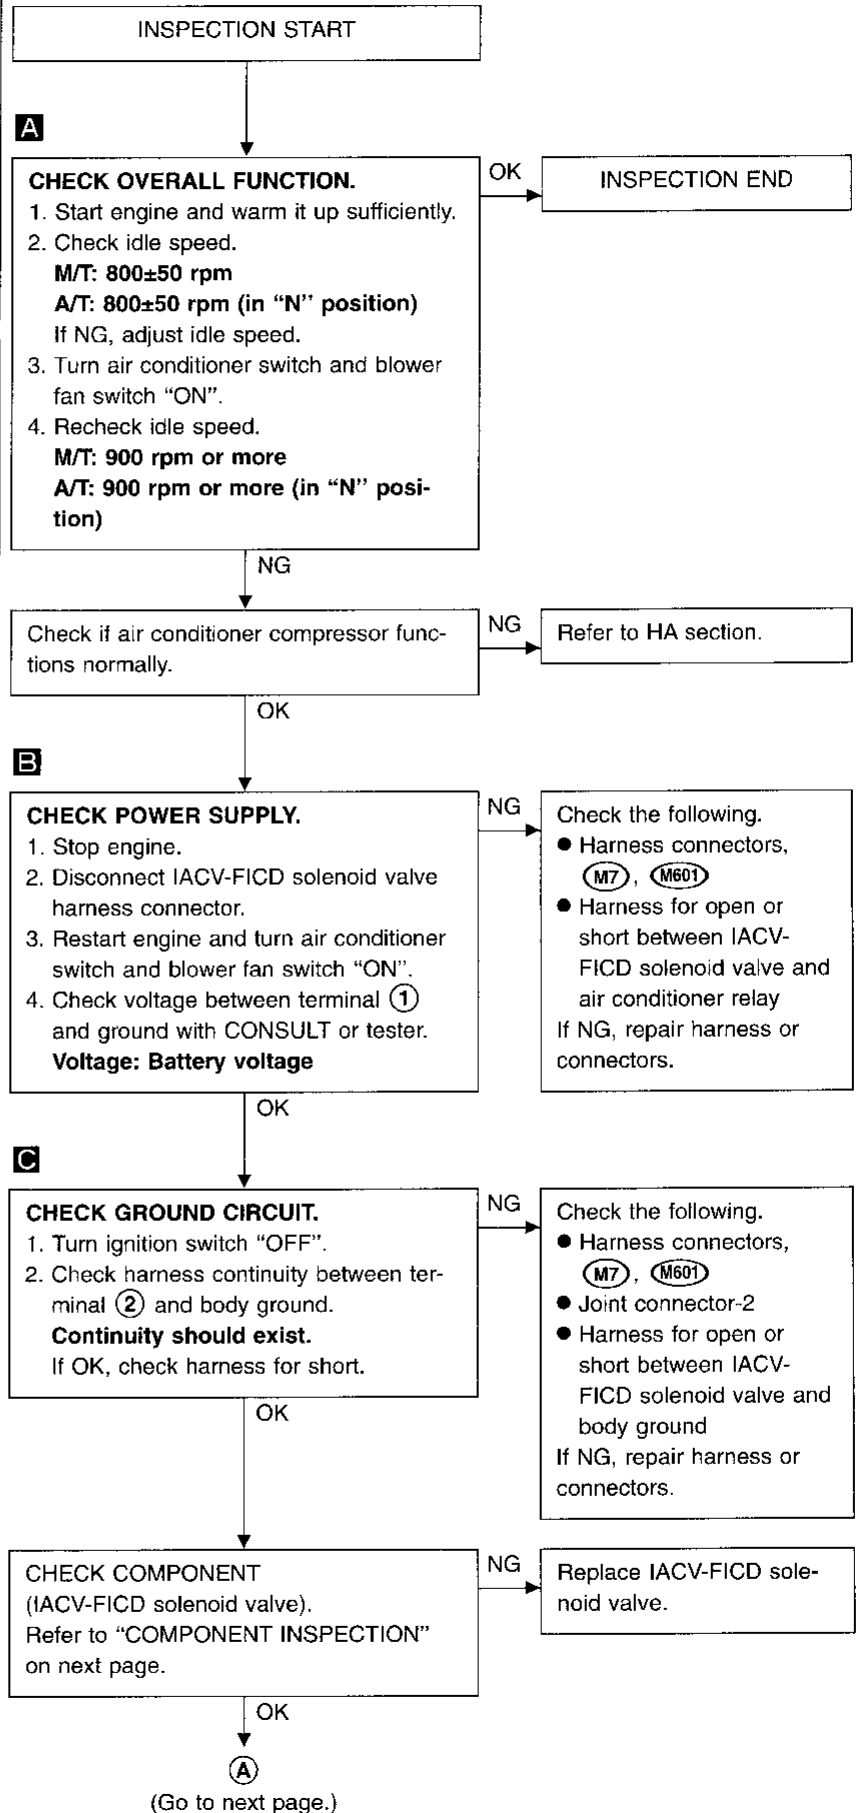 INSPECTION START
A
CHECK OVERALL FUNCTION.
1. Start engine and warm it up sufficiently.
2. Check idle speed.
M/T: 800±50 rpm
A/T: 800±50 rpm (in “N” position)
If NG, adjust idle speed.
3. Turn air conditioner switch and blower
fan switch “ON”.
4. Recheck idle speed.
M/T: 900 rpm or more
A/T: 900 rpm or more (in “N” posi-
tion)
OK
INSPECTION END
NG
Check if air conditioner compressor func-
tions normally.
NG
Refer to HA section.
OK
B
CHECK POWER SUPPLY.
1. Stop engine.
2. Disconnect IACV-FICD solenoid valve
harness connector.
3. Restart engine and turn air conditioner
switch and blower fan switch “ON”.
4. Check voltage between terminal ①
and ground with CONSULT or tester.
Voltage: Battery voltage
NG
Check the following.
● Harness connectors,
M7, M601
● Harness for open or
short between IACV-
FICD solenoid valve and
air conditioner relay
If NG, repair harness or
connectors.
OK
C
CHECK GROUND CIRCUIT.
1. Turn ignition switch “OFF”.
2. Check harness continuity between ter-
minal ② and body ground.
Continuity should exist.
If OK, check harness for short.
NG
Check the following.
● Harness connectors,
M7, M601
● Joint connector-2
● Harness for open or
short between IACV-
FICD solenoid valve and
body ground
If NG, repair harness or
connectors.
OK
CHECK COMPONENT
(IACV-FICD solenoid valve).
Refer to “COMPONENT INSPECTION”
on next page.
NG
Replace IACV-FICD sole-
noid valve.
OK
Ⓐ
(Go to next page.)